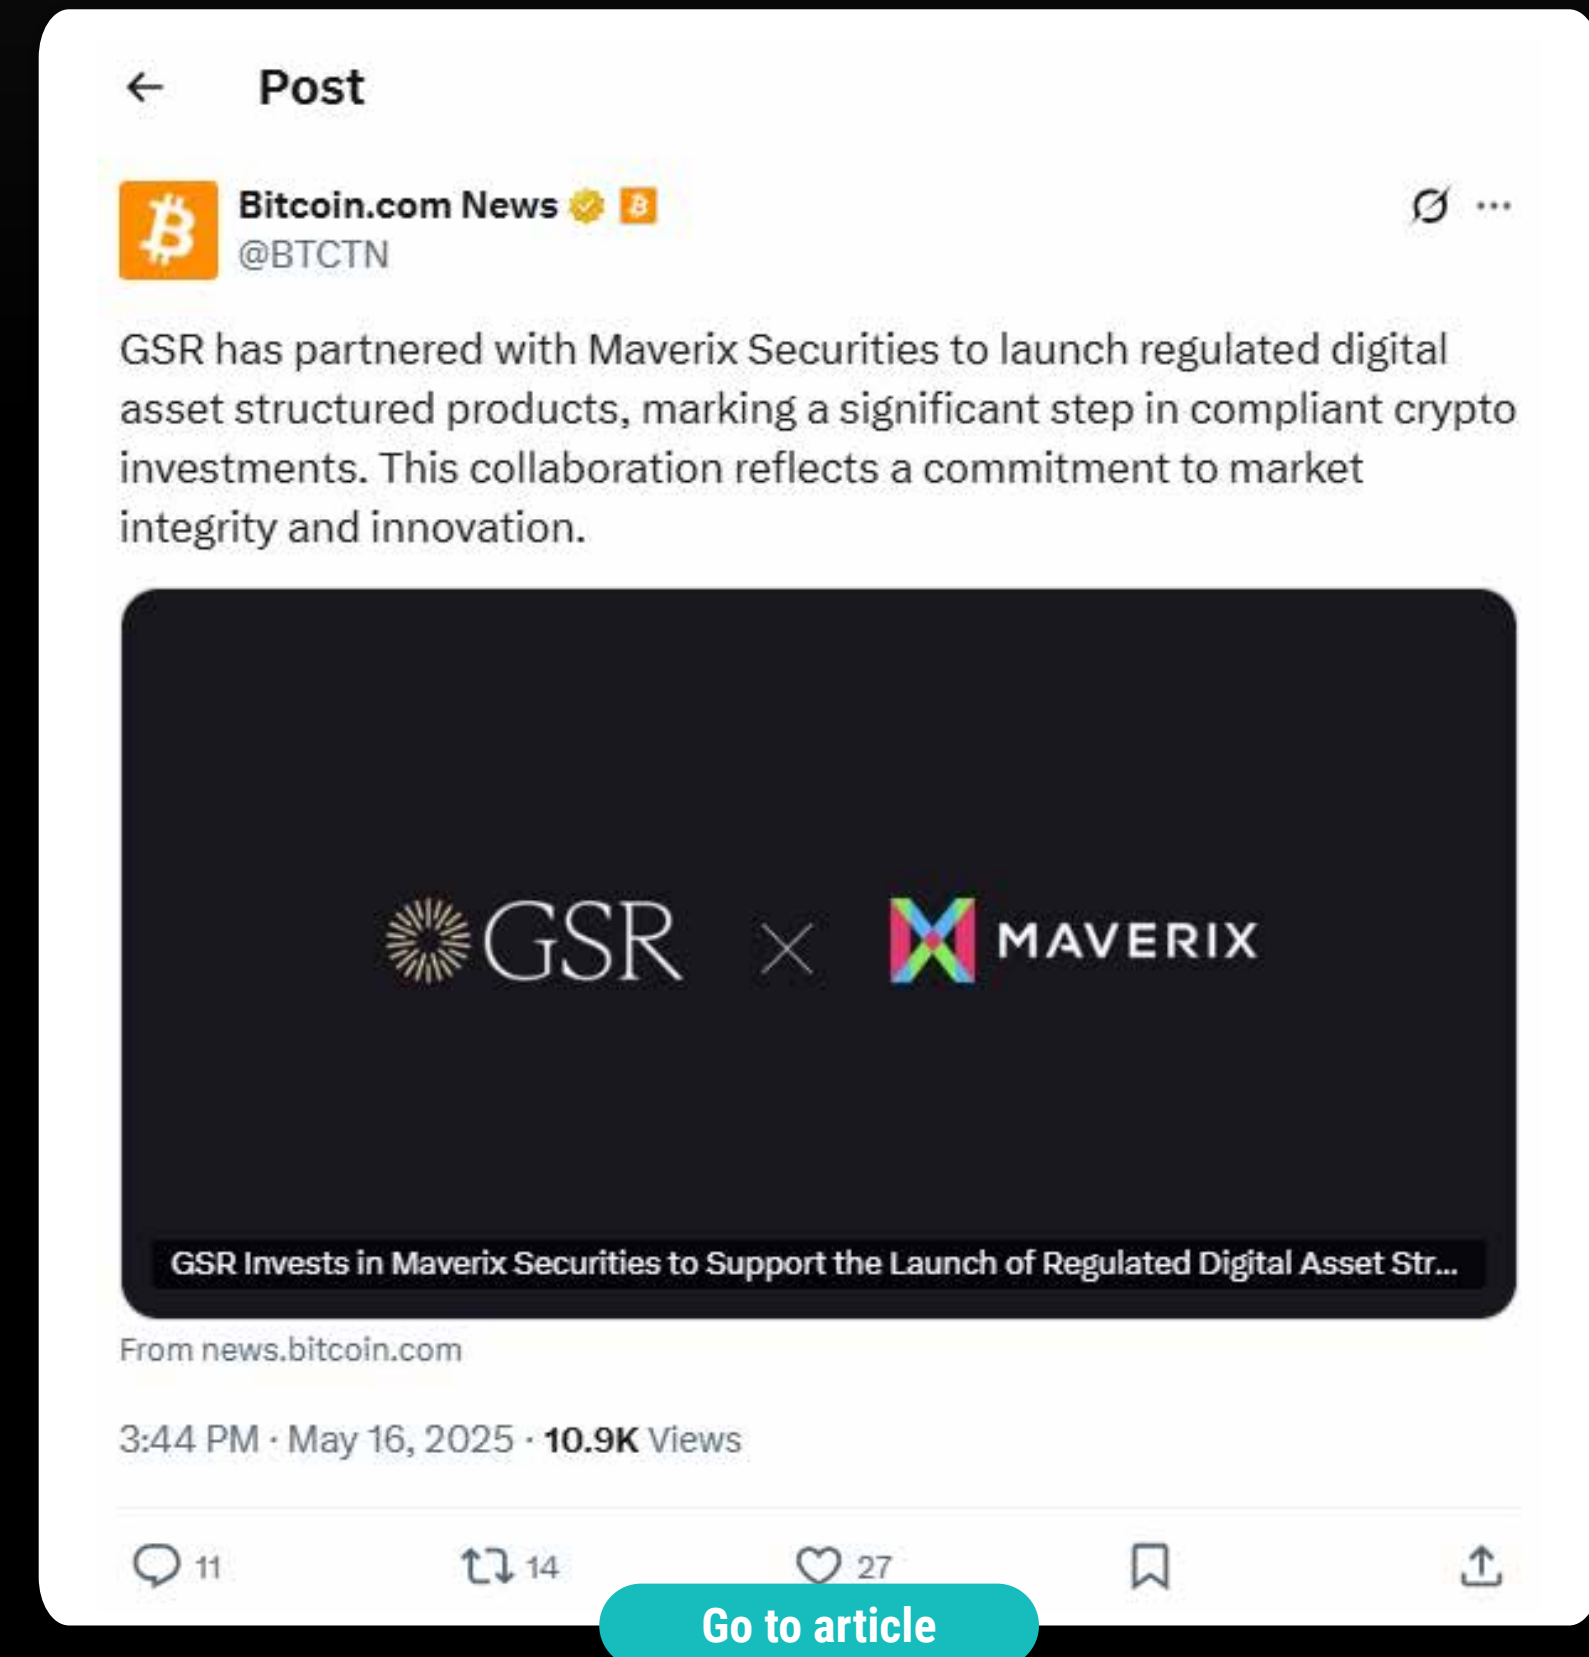 Post
Bitcoin.com News
@BTCTN
GSR has partnered with Maverix Securities to launch regulated digital
asset structured products, marking a significant step in compliant crypto
investments. This collaboration reflects a commitment to market
integrity and innovation.
GSR × MAVERIX
GSR Invests in Maverix Securities to Support the Launch of Regulated Digital Asset Str...
From news.bitcoin.com
3:44 PM · May 16, 2025 · 10.9K Views
11 14 27
Go to article